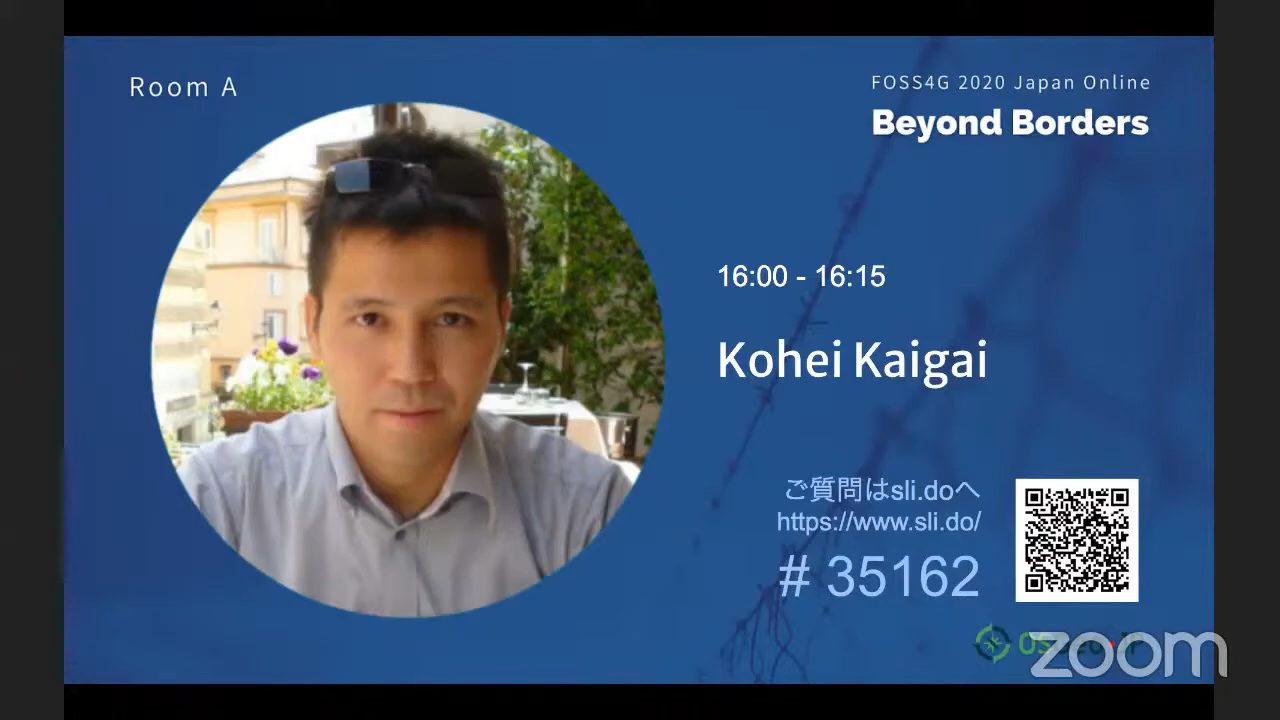 Room A
FOSS4G 2020 Japan Online
Beyond Borders
16:00 - 16:15
Kohei Kaigai
ご質問はsli.doへ
https://www.sli.do/
# 35162
zoom